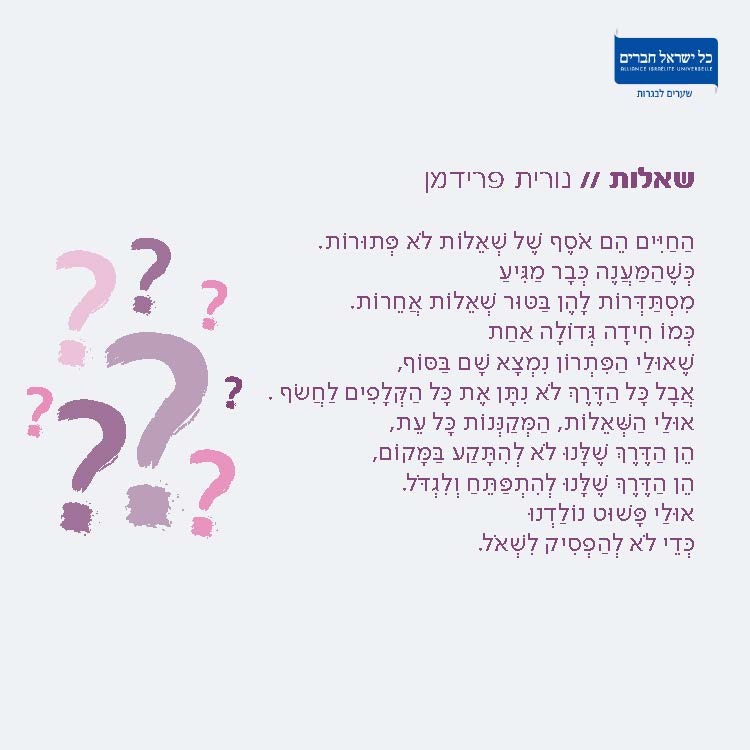 כל ישראל חברים
ALLIANCE ISRAÉLITE UNIVERSELLE
שערים לבגרות
שאלות // נורית פרידמן
הַחַיִּים הֵם אֹסֶף שֶׁל שְׁאֵלוֹת לֹא פְּתוּרוֹת.
כְּשֶׁהַמַּעֲנֶה כְּבָר מַגִּיעַ
מִסְתַּדְּרוֹת לָהֶן בַּטּוּר שְׁאֵלוֹת אֲחֵרוֹת.
כְּמוֹ חִידָה גְּדוֹלָה אַחַת
שֶׁאוּלַי הַפִּתְרוֹן נִמְצָא שָׁם בַּסּוֹף,
אֲבָל כָּל הַדֶּרֶךְ לֹא נִתָּן אֶת כָּל הַקְּלָפִים לַחֲשֹׂף .
אוּלַי הַשְּׁאֵלוֹת, הַמְּקַנְּנוֹת כָּל עֵת,
הֵן הַדֶּרֶךְ שֶׁלָּנוּ לֹא לְהִתָּקַע בַּמָּקוֹם,
הֵן הַדֶּרֶךְ שֶׁלָּנוּ לְהִתְפַּתֵּחַ וְלִגְדֹּל.
אוּלַי פָּשׁוּט נוֹלַדְנוּ
כְּדֵי לֹא לְהַפְסִיק לִשְׁאֹל.